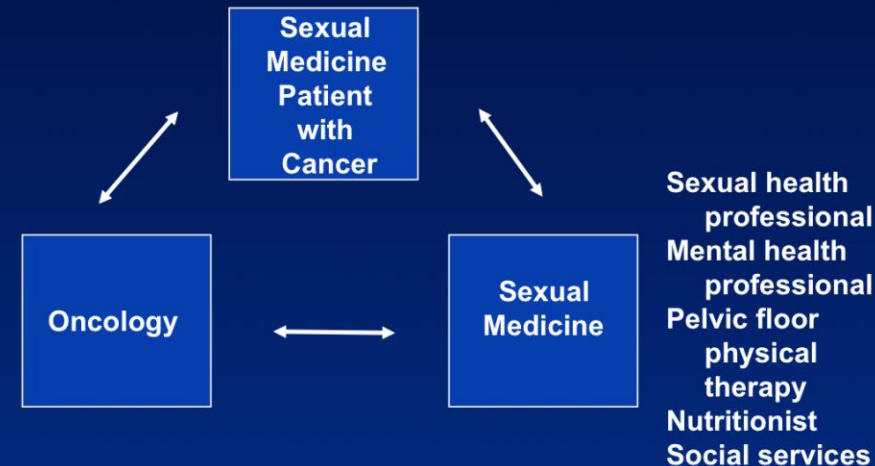 Sexual
Medicine
Patient
with
Cancer
Oncology
Sexual
Medicine
Sexual health
professional
Mental health
professional
Pelvic floor
physical
therapy
Nutritionist
Social services